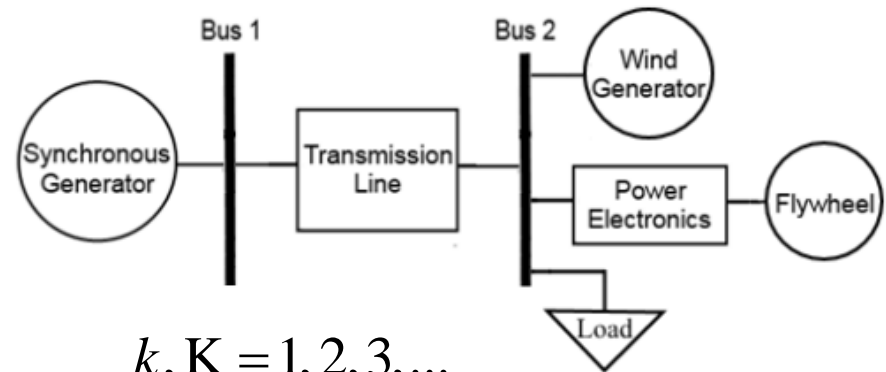 Bus 1
Bus 2
Wind
Generator
Synchronous
Generator
Transmission
Line
Power
Electronics
Flywheel
Load
k, K = 1, 2, 3, ...